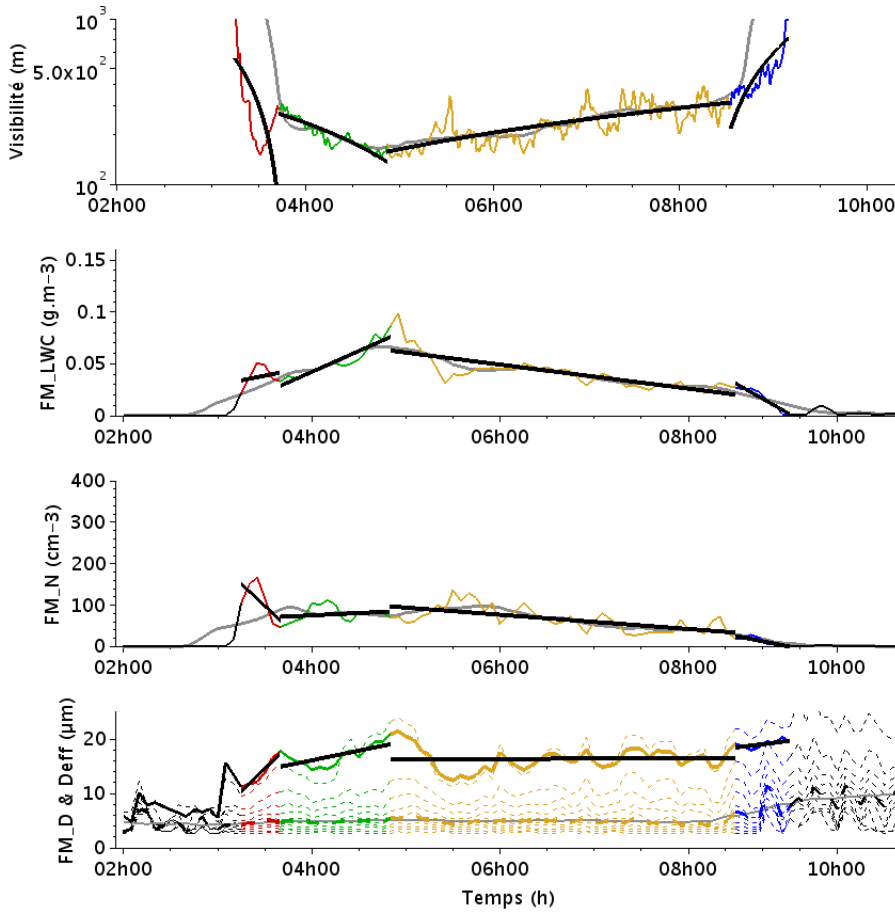 10³
5.0x10²
10²
Visibilité (m)
02h00 04h00 06h00 08h00 10h00
0.15
0.1
0.05
0
FM_LWC (g.m−3)
02h00 04h00 06h00 08h00 10h00
400
300
200
100
0
FM_N (cm−3)
02h00 04h00 06h00 08h00 10h00
20
10
0
FM_D & Deff (µm)
02h00 04h00 06h00 08h00 10h00
Temps (h)